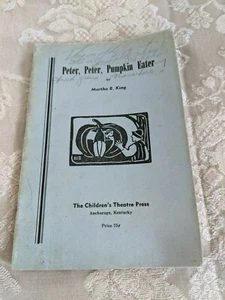 Peter, Peter, Pumpkin Eater
by
Martha B. King
The Children's Theatre Press
Anchorage, Kentucky
Price 75¢